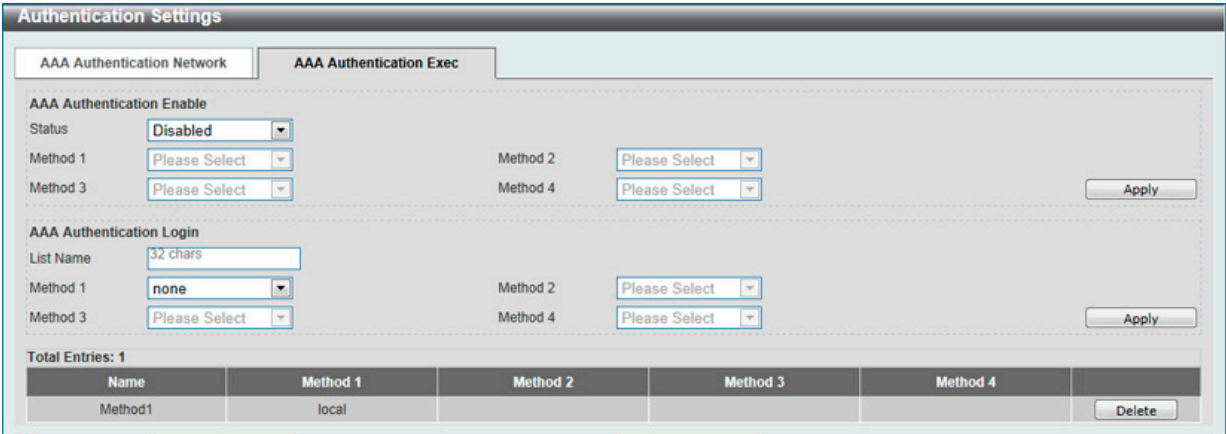 Authentication Settings
AAA Authentication Network AAA Authentication Exec
AAA Authentication Enable
Status Disabled
Method 1 Please Select Method 2 Please Select
Method 3 Please Select Method 4 Please Select Apply
AAA Authentication Login
List Name 32 chars
Method 1 none Method 2 Please Select
Method 3 Please Select Method 4 Please Select Apply
Total Entries: 1
Name Method 1 Method 2 Method 3 Method 4
Method1 local Delete